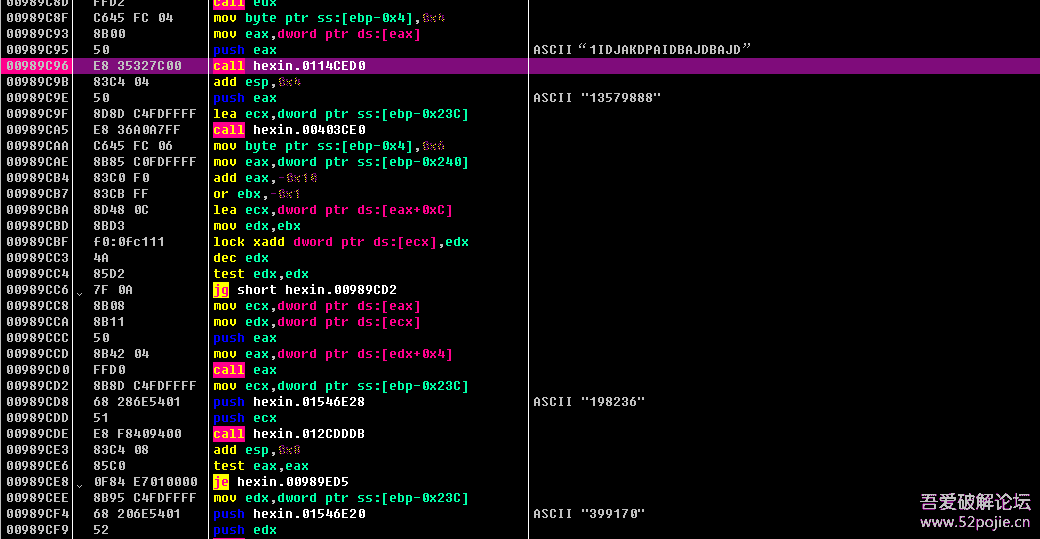 00989C8D FFD2 call edx
00989C8F C645 FC 04 mov byte ptr ss:[ebp-0x4],0x4
00989C93 8B00 mov eax,dword ptr ds:[eax]
00989C95 50 push eax ASCII“1IDJAKDPAIDBAJDBAJD”
00989C96 E8 35327C00 call hexin.0114CED0
00989C9B 83C4 04 add esp,0x4
00989C9E 50 push eax ASCII "13579888"
00989C9F 8D8D C4FDFFFF lea ecx,dword ptr ss:[ebp-0x23C]
00989CA5 E8 36A0A7FF call hexin.00403CE0
00989CAA C645 FC 06 mov byte ptr ss:[ebp-0x4],0x6
00989CAE 8B85 C0FDFFFF mov eax,dword ptr ss:[ebp-0x240]
00989CB4 83C0 F0 add eax,-0x10
00989CB7 83CB FF or ebx,-0x1
00989CBA 8D48 0C lea ecx,dword ptr ds:[eax+0xC]
00989CBD 8BD3 mov edx,ebx
00989CBF f0:0fc111 lock xadd dword ptr ds:[ecx],edx
00989CC3 4A dec edx
00989CC4 85D2 test edx,edx
00989CC6 7F 0A jg short hexin.00989CD2
00989CC8 8B08 mov ecx,dword ptr ds:[eax]
00989CCA 8B11 mov edx,dword ptr ds:[ecx]
00989CCC 50 push eax
00989CCD 8B42 04 mov eax,dword ptr ds:[edx+0x4]
00989CD0 FFD0 call eax
00989CD2 8B8D C4FDFFFF mov ecx,dword ptr ss:[ebp-0x23C]
00989CD8 68 286E5401 push hexin.01546E28 ASCII "198236"
00989CDD 51 push ecx
00989CDE E8 F8409400 call hexin.012CDDDB
00989CE3 83C4 08 add esp,0x8
00989CE6 85C0 test eax,eax
00989CE8 0F84 E7010000 je hexin.00989ED5
00989CEE 8B95 C4FDFFFF mov edx,dword ptr ss:[ebp-0x23C]
00989CF4 68 206E5401 push hexin.01546E20 ASCII "399170"
00989CF9 52 push edx
吾爱破解论坛
www.52pojie.cn